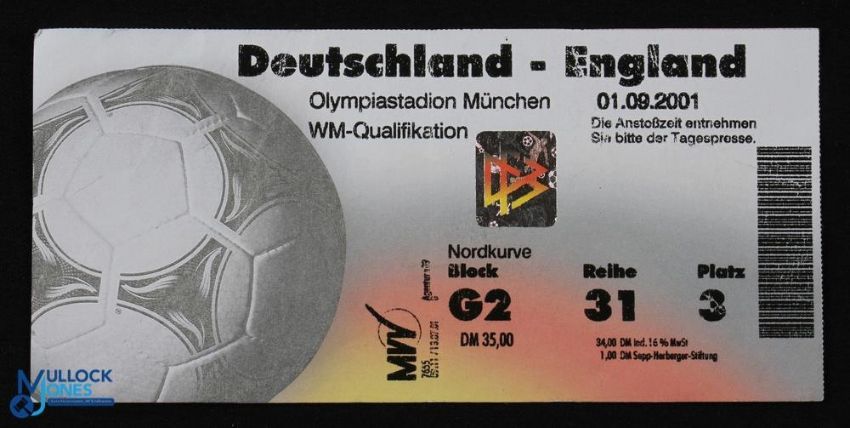 Deutschland - England
Olympiastadion München 01.09.2001
WM-Qualifikation
Die Anstoßzeit entnehmen
Sie bitte der Tagespresse.
DFB
Nordkurve
Block Reihe Platz
G2 31 3
DM 35,00
34,00 DM incl. 16 % MwSt
1,00 DM Sepp-Herberger-Stiftung
MVV
MULLOCK
JONES